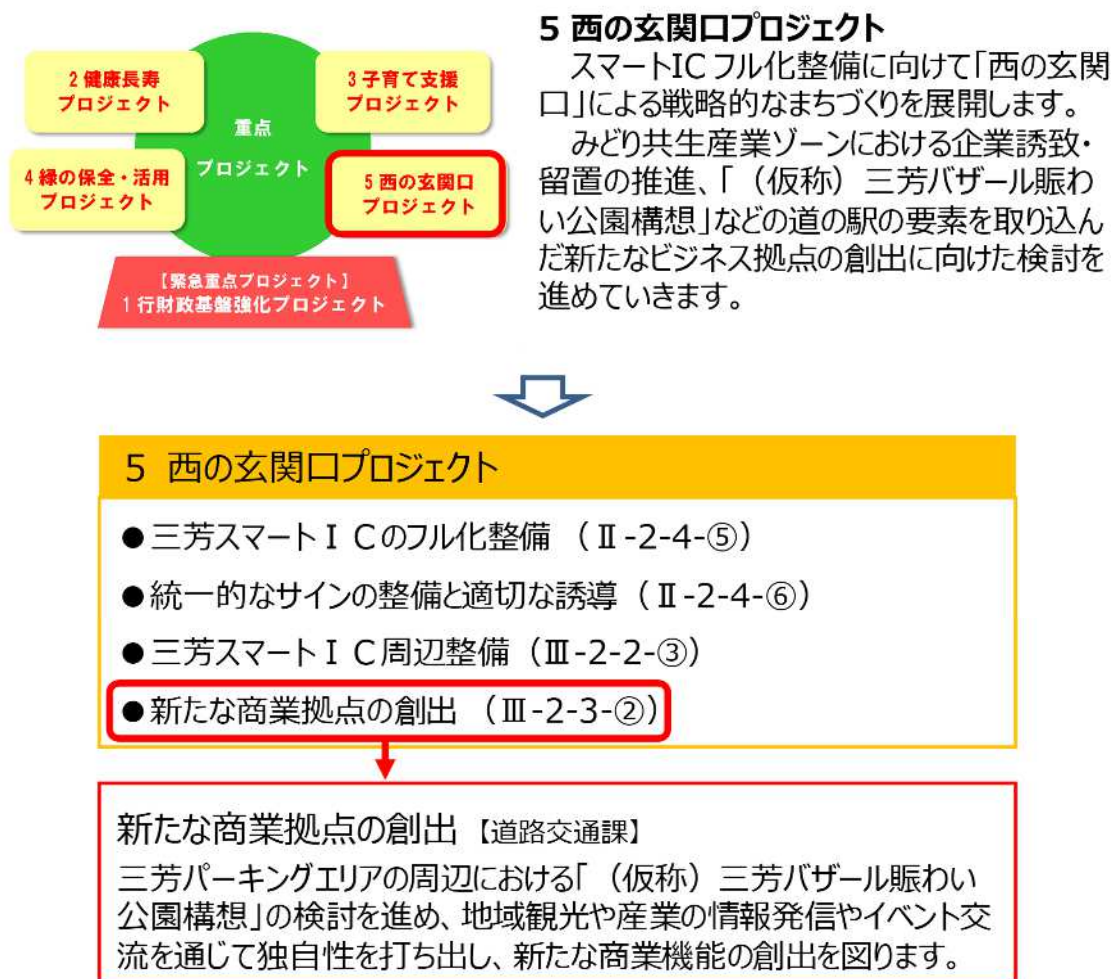 2 健康長寿
プロジェクト
3 子育て支援
プロジェクト
重点
プロジェクト
4 緑の保全・活用
プロジェクト
5 西の玄関口
プロジェクト
【緊急重点プロジェクト】
1 行財政基盤強化プロジェクト
5 西の玄関口プロジェクト
スマートIC フル化整備に向けて「西の玄関
口」による戦略的なまちづくりを展開します。
みどり共生産業ゾーンにおける企業誘致・
留置の推進、「（仮称）三芳バザール賑わ
い公園構想」などの道の駅の要素を取り込ん
だ新たなビジネス拠点の創出に向けた検討を
進めていきます。
5 西の玄関口プロジェクト
●三芳スマートＩＣのフル化整備（Ⅱ-2-4-⑤）
●統一的なサインの整備と適切な誘導（Ⅱ-2-4-⑥）
●三芳スマートＩＣ周辺整備（Ⅲ-2-2-③）
●新たな商業拠点の創出（Ⅲ-2-3-②）
新たな商業拠点の創出【道路交通課】
三芳パーキングエリアの周辺における「（仮称）三芳バザール賑わい
公園構想」の検討を進め、地域観光や産業の情報発信やイベント交
流を通じて独自性を打ち出し、新たな商業機能の創出を図ります。